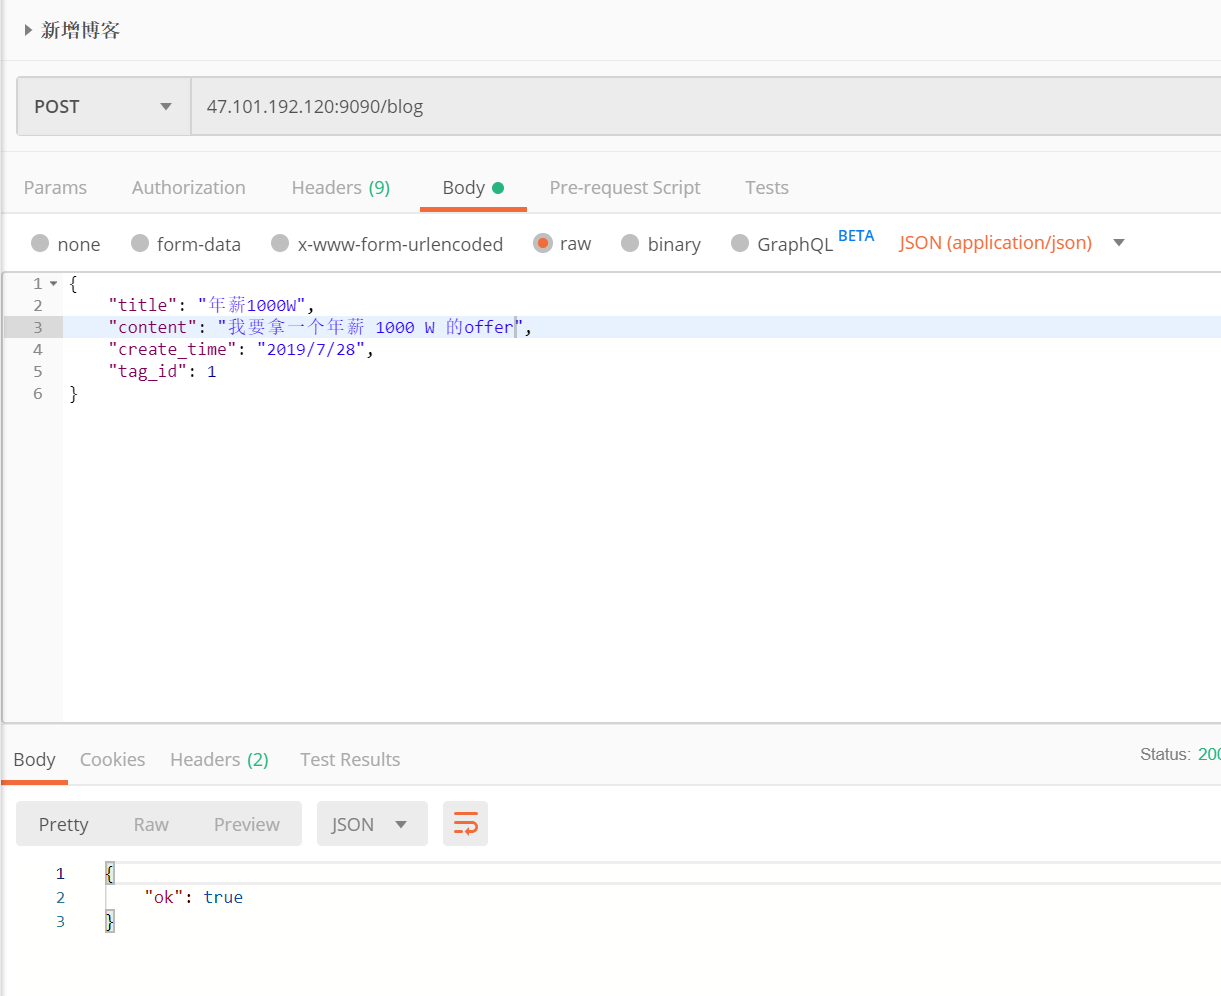 新增博客
POST 47.101.192.120:9090/blog
Params Authorization Headers (9) Body Pre-request Script Tests
none form-data x-www-form-urlencoded raw binary GraphQL BETA JSON (application/json)
1 {
2 "title": "年薪1000W",
3 "content": "我要拿一个年薪 1000 W 的offer",
4 "create_time": "2019/7/28",
5 "tag_id": 1
6 }
Body Cookies Headers (2) Test Results Status: 200
Pretty Raw Preview JSON
1 {
2 "ok": true
3 }